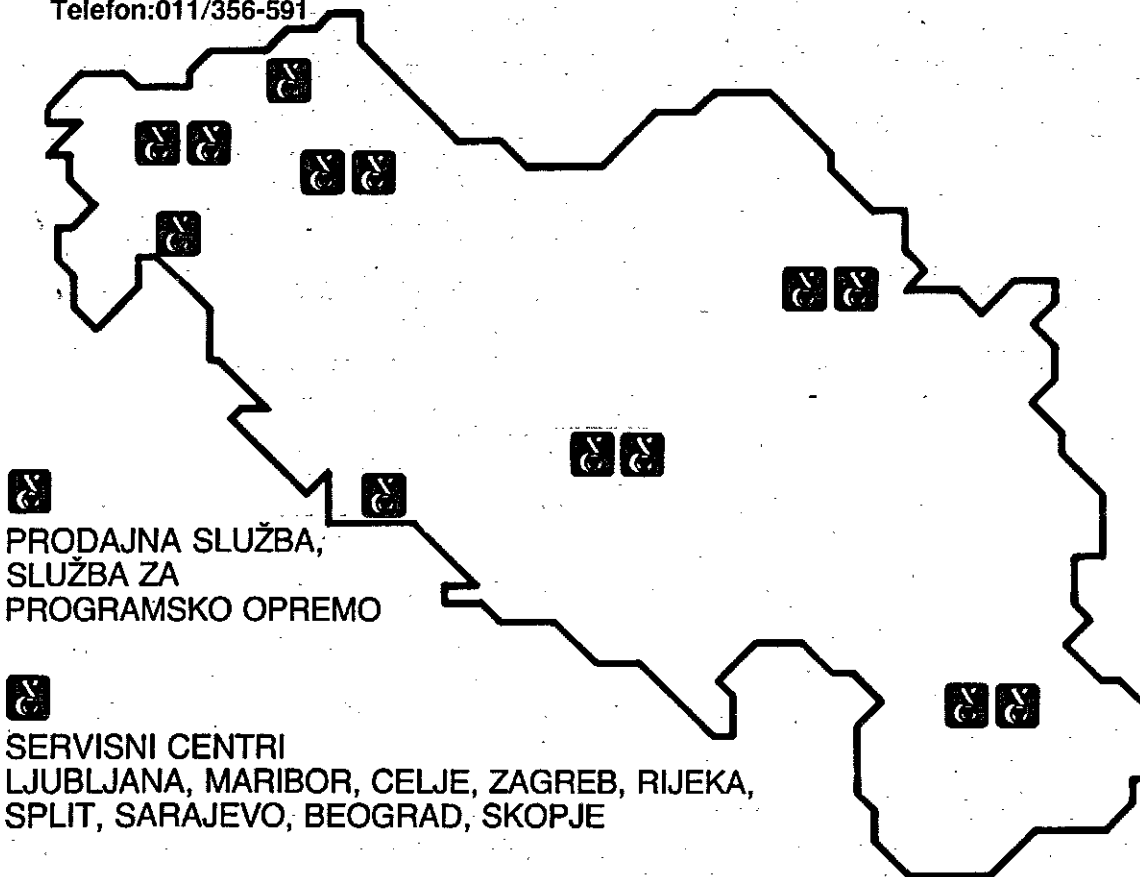 Telefon:011/356-591
PRODAJNA SLUŽBA,
SLUŽBA ZA
PROGRAMSKO OPREMO
SERVISNI CENTRI
LJUBLJANA, MARIBOR, CELJE, ZAGREB, RIJEKA,
SPLIT, SARAJEVO, BEOGRAD, SKOPJE